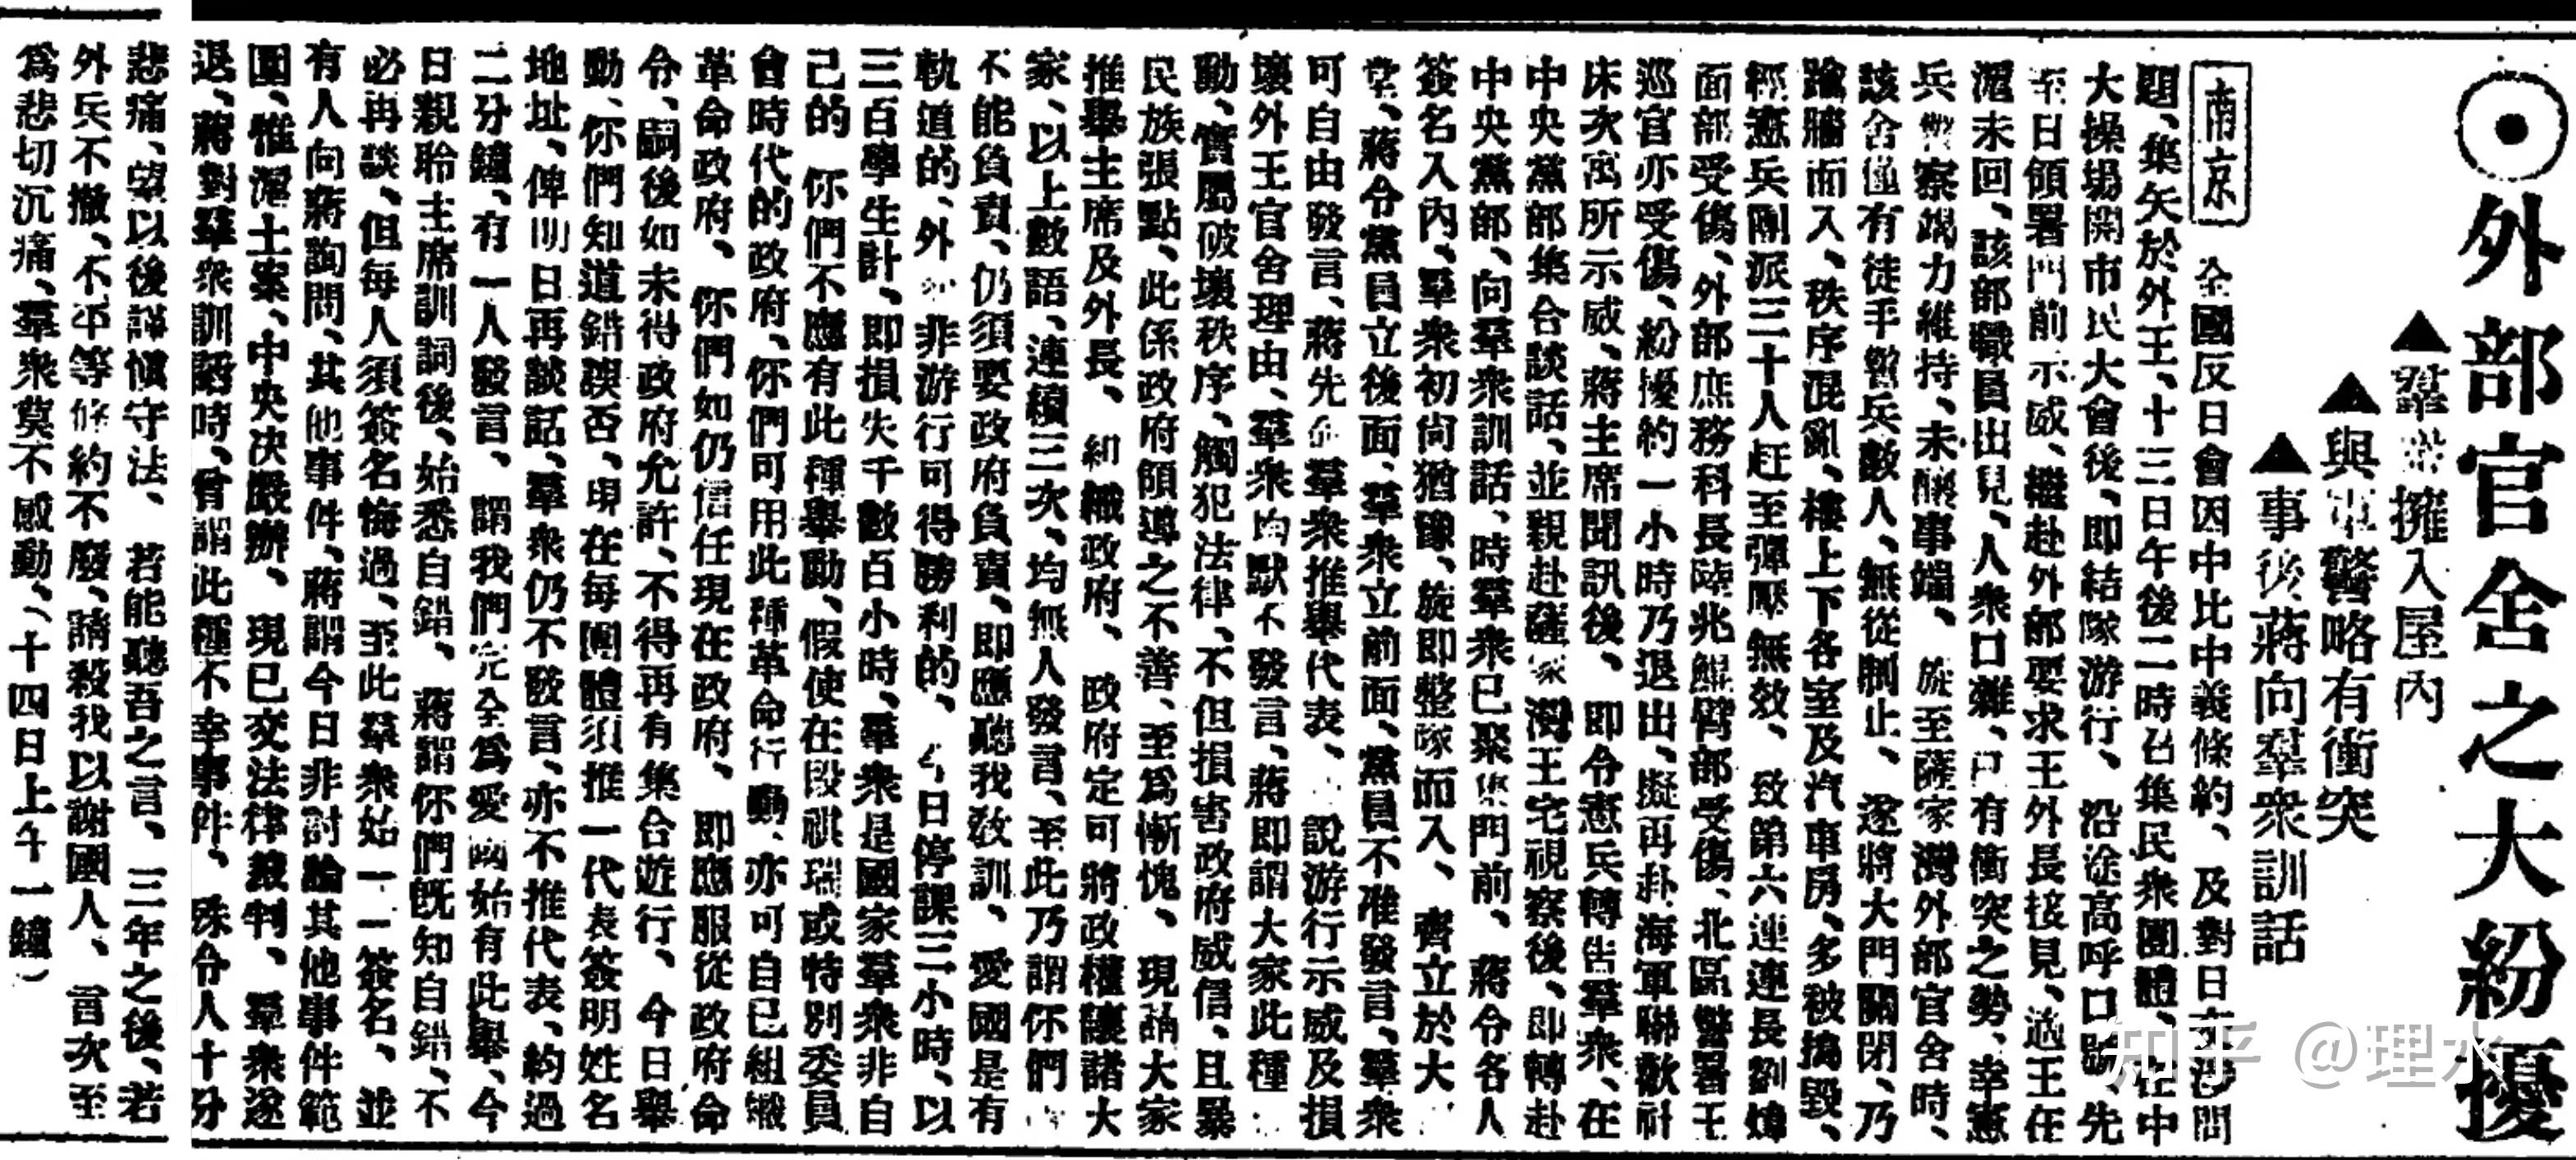 ⦿外部官舍之大紛擾
▲羣眾擁入屋內
▲與軍警略有衝突
▲事後蔣向羣衆訓話
南京 全國反日會因中比中義條約、及對日交涉問
題、集矢於外王、十三日午後二時召集民衆團體、在中
大操場開市民大會後、即結隊游行、沿途高呼口號、先
至日領署門前示威、繼赴外部要求王外長接見、適王在
滬未回、該部職員出見、人衆口雜、已有衝突之勢、幸憲
兵警察竭力維持、未釀事端、旋至薩家灣外部官舍時、
該舍僅有徒手警兵數人、無從制止、遂將大門關閉、乃
踰牆而入、秩序混亂、樓上下各室及汽車房、多被搗毀、
經憲兵團派三十人赶至彈壓無效、致第六連連長劉煒
面部受傷、外部庶務科長陸兆鯤臂部受傷、北區警署王
巡官亦受傷、紛擾約一小時乃退出、擬再赴海軍聯歡社
床次寓所示威、蔣主席聞訊後、即令憲兵轉告羣衆、在
中央黨部集合談話、並親赴薩家灣王宅視察後、即轉赴
中央黨部、向羣衆訓話、時羣衆已聚集門前、蔣令各人
簽名入內、羣衆初尚猶豫、旋即整隊而入、齊立於大
堂、蔣令黨員立後面、羣衆立前面、黨員不准發言、羣衆
可自由發言、蔣先命羣衆推舉代表、說游行示威及損
壞外王官舍理由、羣衆均默不發言、蔣即謂大家此種
動、實屬破壞秩序、觸犯法律、不但損害政府威信、且暴
民族張點、此係政府領導之不善、至爲慚愧、現請大家
推舉主席及外長、組織政府、政府定可將政權讓諸大
家、以上數語、連續三次、均無人發言、至此乃謂你們
不能負責、仍須要政府負責、即應聽我敎訓、愛國是有
軌道的、外交非游行可得勝利的、今日停課三小時、以
三百學生計、即損失千數百小時、羣衆是國家羣衆非自
己的 你們不應有此種舉動、假使在段祺瑞或特別委員
會時代的政府、你們可用此種革命行動、亦可自已組織
革命政府、你們如仍信任現在政府、即應服從政府命
令、嗣後如未得政府允許、不得再有集合遊行、今日舉
動、你們知道錯誤否、現在每團體須推一代表簽明姓名
地址、俾明日再談話、羣衆仍不發言、亦不推代表、約過
二分鐘、有一人發言、謂我們完全爲愛國始有此舉、今
日親聆主席訓詞後、始悉自錯、蔣謂你們旣知自錯、不
必再談、但每人須簽名悔過、至此羣衆始一一簽名、並
有人向蔣詢問、其他事件、蔣謂今日非討論其他事件範
圍、惟滬土案、中央决嚴辦、現已交法律裁判、羣衆遂
退、蔣對羣衆訓話時、曾謂此種不幸事件、殊令人十分
悲痛、望以後謹愼守法、若能聽吾之言、三年之後、若
外兵不撤、不平等條約不廢、請殺我以謝國人、言次至
爲悲切沉痛、羣衆莫不感動、（十四日上午一鐘）
知乎 @理水